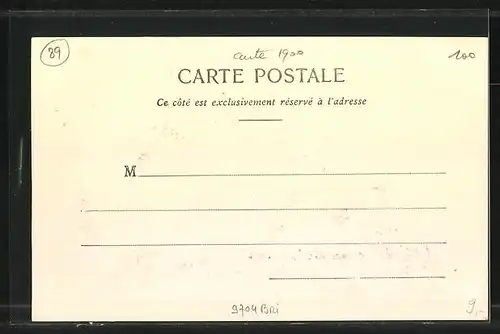 89
carte 1900
100
CARTE POSTALE
Ce côté est exclusivement réservé à l'adresse
M
9704 BRi
9,-